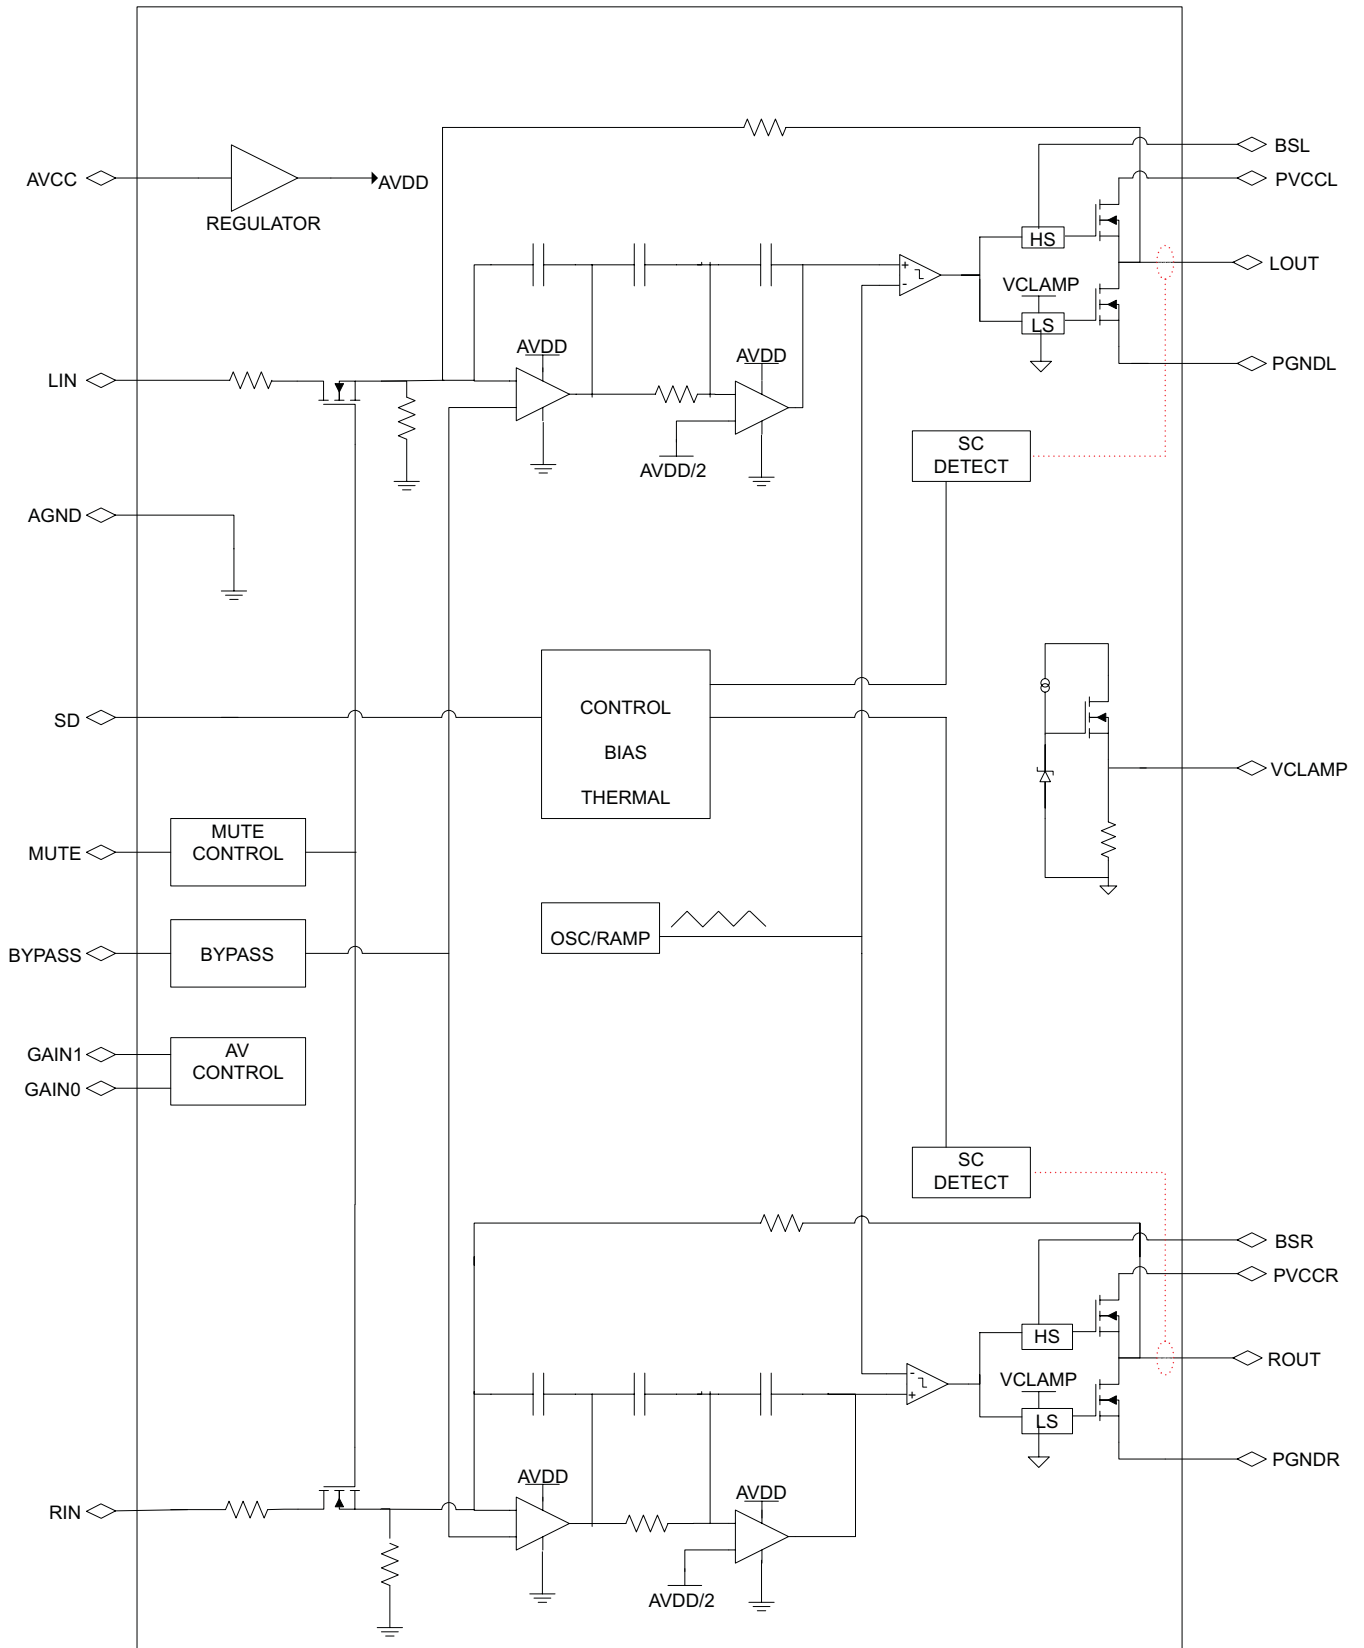 BSL
AVCC
AVDD
PVCCL
REGULATOR
HS
LOUT
+
-
VCLAMP
LS
AVDD
AVDD
LIN
PGNDL
SC
DETECT
AVDD/2
AGND
CONTROL
BIAS
THERMAL
SD
VCLAMP
MUTE
MUTE
CONTROL
OSC/RAMP
BYPASS
BYPASS
GAIN1
GAIN0
AV
CONTROL
SC
DETECT
BSR
PVCCR
HS
ROUT
-
+
VCLAMP
LS
PGNDR
AVDD
AVDD
RIN
AVDD/2